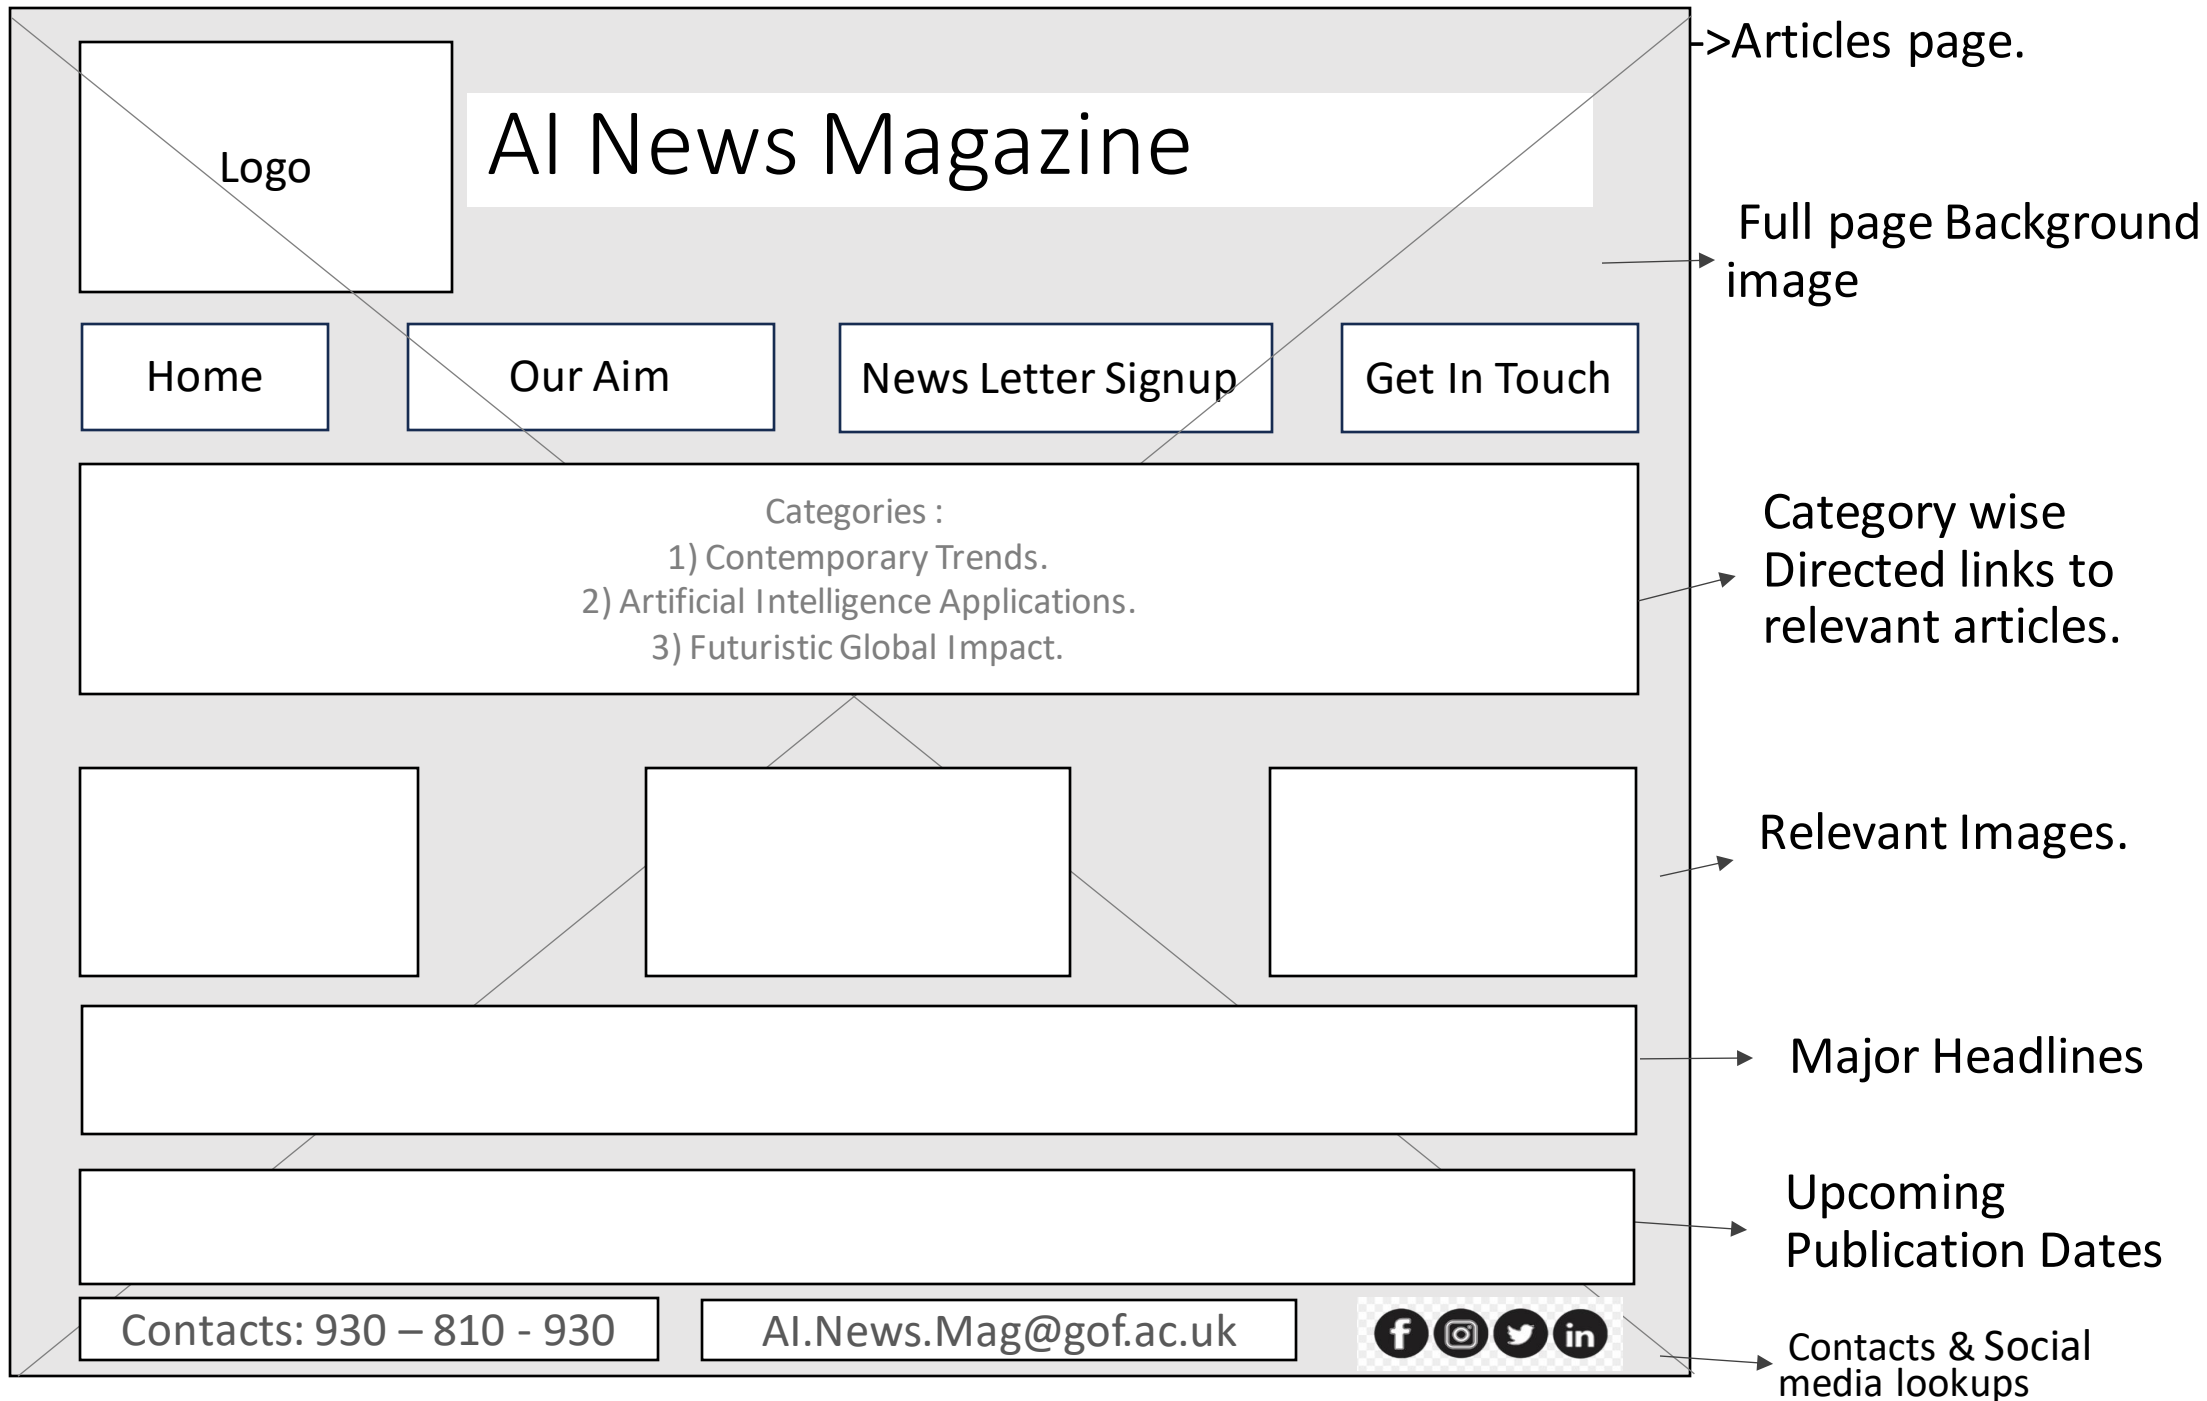 ->Articles page.
Logo
AI News Magazine
Full page Background
image
Home
Our Aim
News Letter Signup
Get In Touch
Categories :
1) Contemporary Trends.
2) Artificial Intelligence Applications.
3) Futuristic Global Impact.
Category wise
Directed links to
relevant articles.
Relevant Images.
Major Headlines
Upcoming
Publication Dates
Contacts: 930 – 810 - 930
AI.News.Mag@gof.ac.uk
f
in
Contacts & Social
media lookups